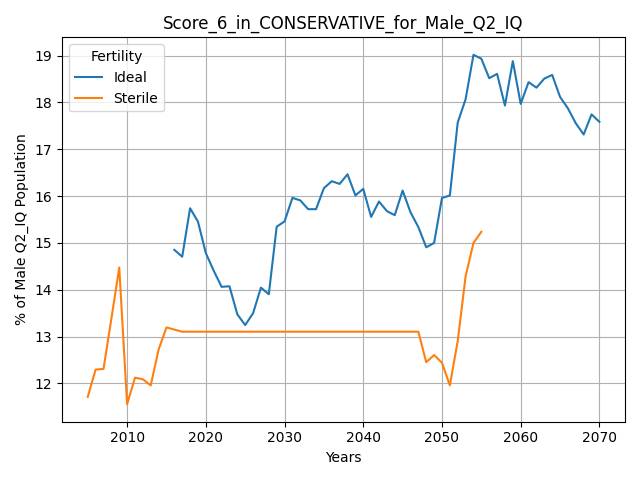 Score_6_in_CONSERVATIVE_for_Male_Q2_IQ
Fertility
Ideal
Sterile
% of Male Q2_IQ Population
19
18
17
16
15
14
13
12
2010 2020 2030 2040 2050 2060 2070
Years